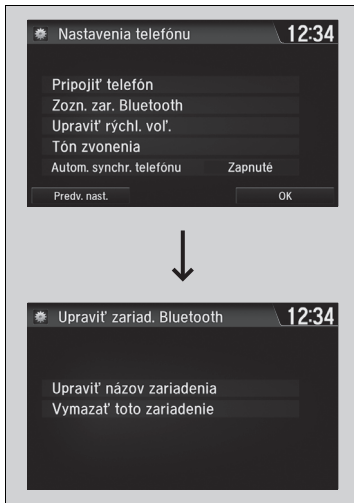 Nastavenia telefónu 12:34
Pripojiť telefón
Zozn. zar. Bluetooth
Upraviť rýchl. voľ.
Tón zvonenia
Autom. synchr. telefónu Zapnuté
Predv. nast. OK
Upraviť zariad. Bluetooth 12:34
Upraviť názov zariadenia
Vymazať toto zariadenie